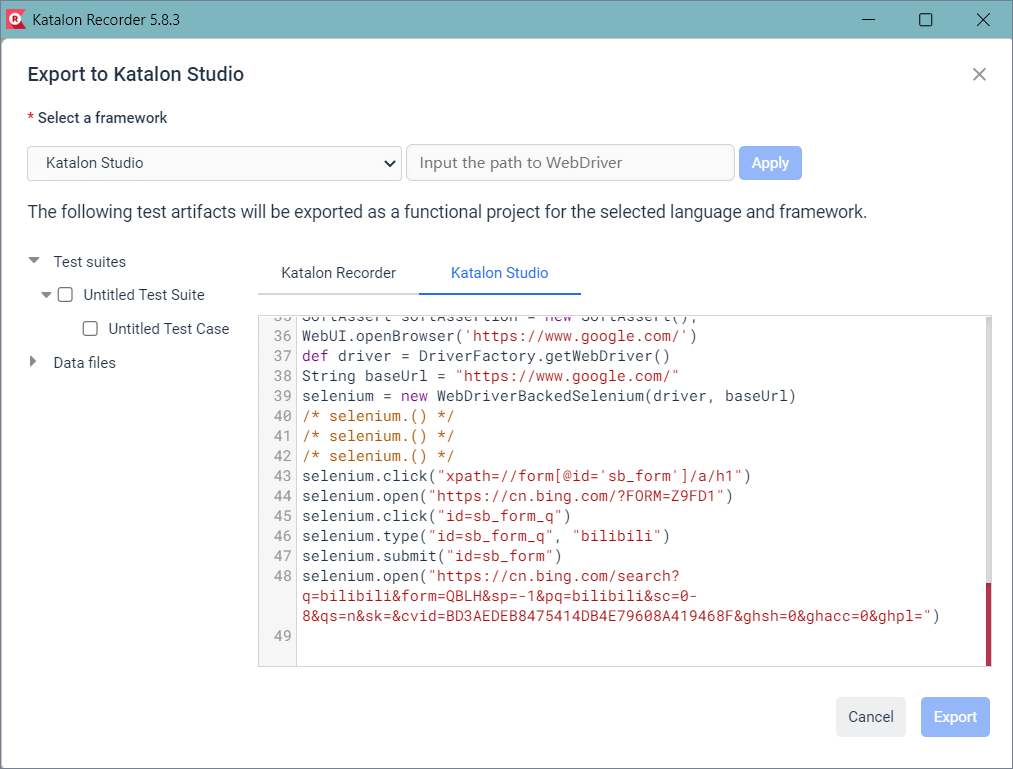 Katalon Recorder 5.8.3
Export to Katalon Studio
* Select a framework
Katalon Studio
Input the path to WebDriver
Apply
The following test artifacts will be exported as a functional project for the selected language and framework.
Test suites
Untitled Test Suite
Untitled Test Case
Data files
Katalon Recorder
Katalon Studio
35 SoftAssert softAssertion = new SoftAssert();
36 WebUI.openBrowser('https://www.google.com/')
37 def driver = DriverFactory.getWebDriver()
38 String baseUrl = "https://www.google.com/"
39 selenium = new WebDriverBackedSelenium(driver, baseUrl)
40 /* selenium.() */
41 /* selenium.() */
42 /* selenium.() */
43 selenium.click("xpath=//form[@id='sb_form']/a/h1")
44 selenium.open("https://cn.bing.com/?FORM=Z9FD1")
45 selenium.click("id=sb_form_q")
46 selenium.type("id=sb_form_q", "bilibili")
47 selenium.submit("id=sb_form")
48 selenium.open("https://cn.bing.com/search?
q=bilibili&form=QBLH&sp=-1&pq=bilibili&sc=0-
8&qs=n&sk=&cvid=BD3AEDEB8475414DB4E79608A419468F&ghsh=0&ghacc=0&ghpl=")
49
Cancel
Export